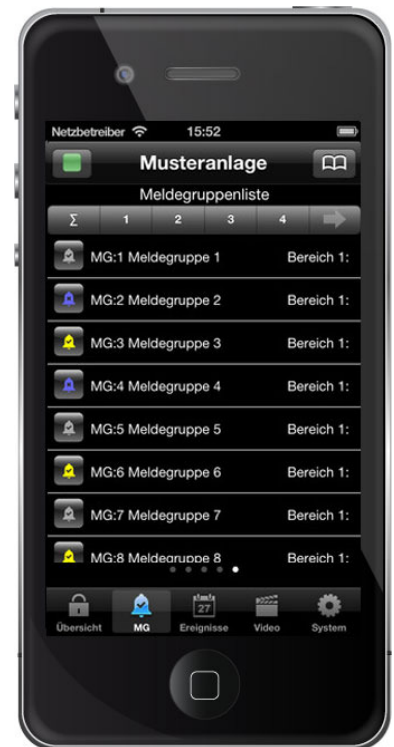 Netzbetreiber 15:52
Musteranlage
Meldegruppenliste
Σ 1 2 3 4
MG:1 Meldegruppe 1 Bereich 1:
MG:2 Meldegruppe 2 Bereich 1:
MG:3 Meldegruppe 3 Bereich 1:
MG:4 Meldegruppe 4 Bereich 1:
MG:5 Meldegruppe 5 Bereich 1:
MG:6 Meldegruppe 6 Bereich 1:
MG:7 Meldegruppe 7 Bereich 1:
MG:8 Meldegruppe 8 Bereich 1:
27
Übersicht MG Ereignisse Video System